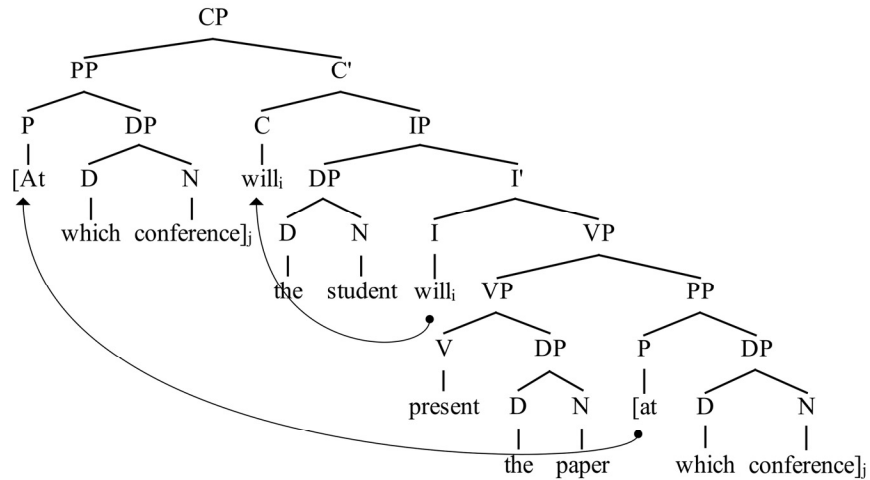 CP
PP C'
P DP C IP
[At D N willᵢ DP I'
which conference]ⱼ D N I VP
the student willᵢ VP PP
V DP P DP
present D N [at D N
the paper which conference]ⱼ